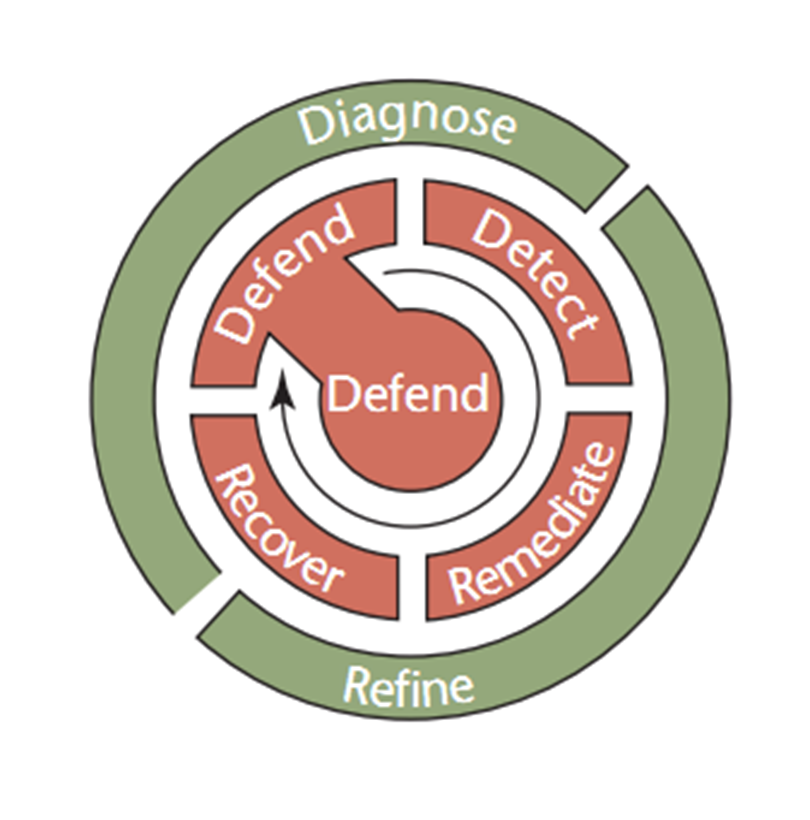 Diagnose
Defend
Detect
Defend
Recover
Remediate
Refine